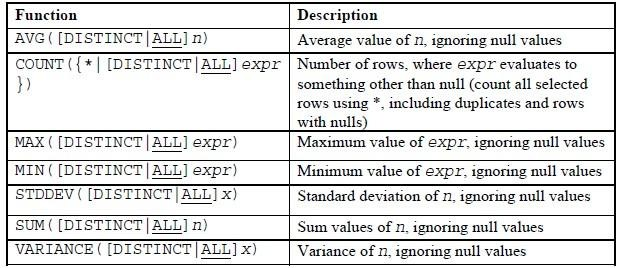 Function Description
AVG([DISTINCT|ALL]n) Average value of n, ignoring null values
COUNT({*|[DISTINCT|ALL]expr Number of rows, where expr evaluates to
}) something other than null (count all selected
rows using *, including duplicates and rows
with nulls)
MAX([DISTINCT|ALL]expr) Maximum value of expr, ignoring null values
MIN([DISTINCT|ALL]expr) Minimum value of expr, ignoring null values
STDDEV([DISTINCT|ALL]x) Standard deviation of n, ignoring null values
SUM([DISTINCT|ALL]n) Sum values of n, ignoring null values
VARIANCE([DISTINCT|ALL]x) Variance of n, ignoring null values